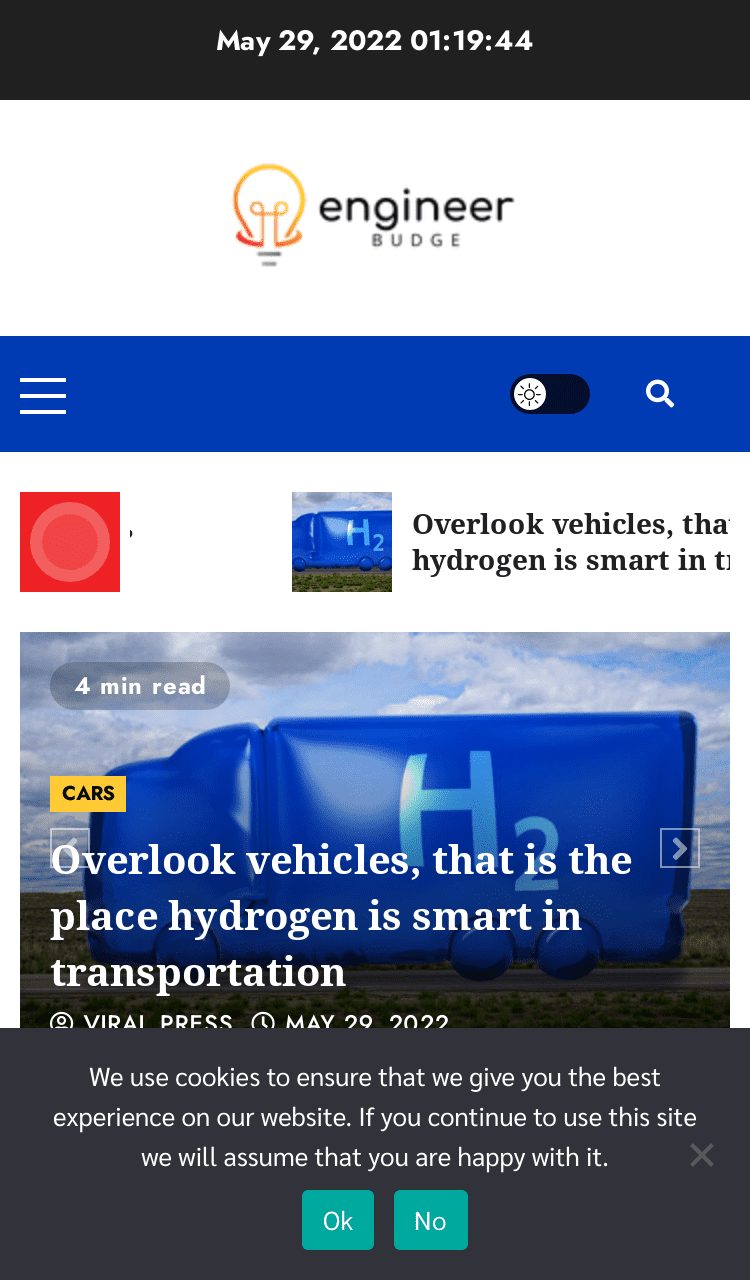 May 29, 2022 01:19:44
engineer
BUDGE
Overlook vehicles, that
hydrogen is smart in
H2
4 min read
H2
CARS
Overlook vehicles, that is the
place hydrogen is smart in
transportation
VIRAL PRESS MAY 29, 2022
We use cookies to ensure that we give you the best
experience on our website. If you continue to use this site
we will assume that you are happy with it.
Ok No